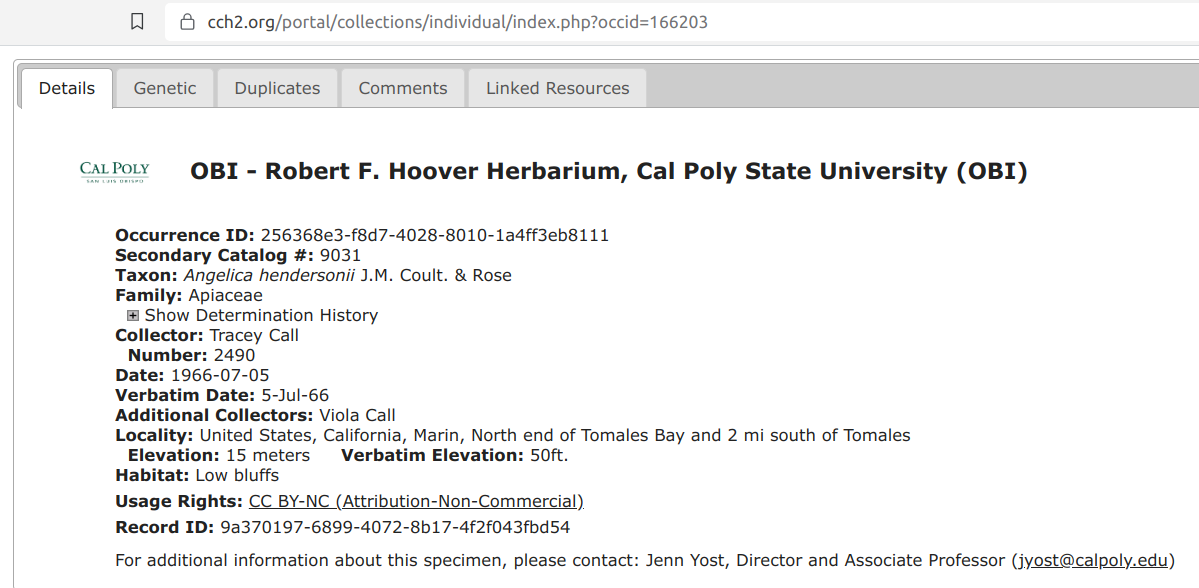 cch2.org/portal/collections/individual/index.php?occid=166203
Details Genetic Duplicates Comments Linked Resources
CAL POLY
SAN LUIS OBISPO
OBI - Robert F. Hoover Herbarium, Cal Poly State University (OBI)
Occurrence ID: 256368e3-f8d7-4028-8010-1a4ff3eb8111
Secondary Catalog #: 9031
Taxon: Angelica hendersonii J.M. Coult. & Rose
Family: Apiaceae
Show Determination History
Collector: Tracey Call
Number: 2490
Date: 1966-07-05
Verbatim Date: 5-Jul-66
Additional Collectors: Viola Call
Locality: United States, California, Marin, North end of Tomales Bay and 2 mi south of Tomales
Elevation: 15 meters Verbatim Elevation: 50ft.
Habitat: Low bluffs
Usage Rights: CC BY-NC (Attribution-Non-Commercial)
Record ID: 9a370197-6899-4072-8b17-4f2f043fbd54
For additional information about this specimen, please contact: Jenn Yost, Director and Associate Professor (jyost@calpoly.edu)